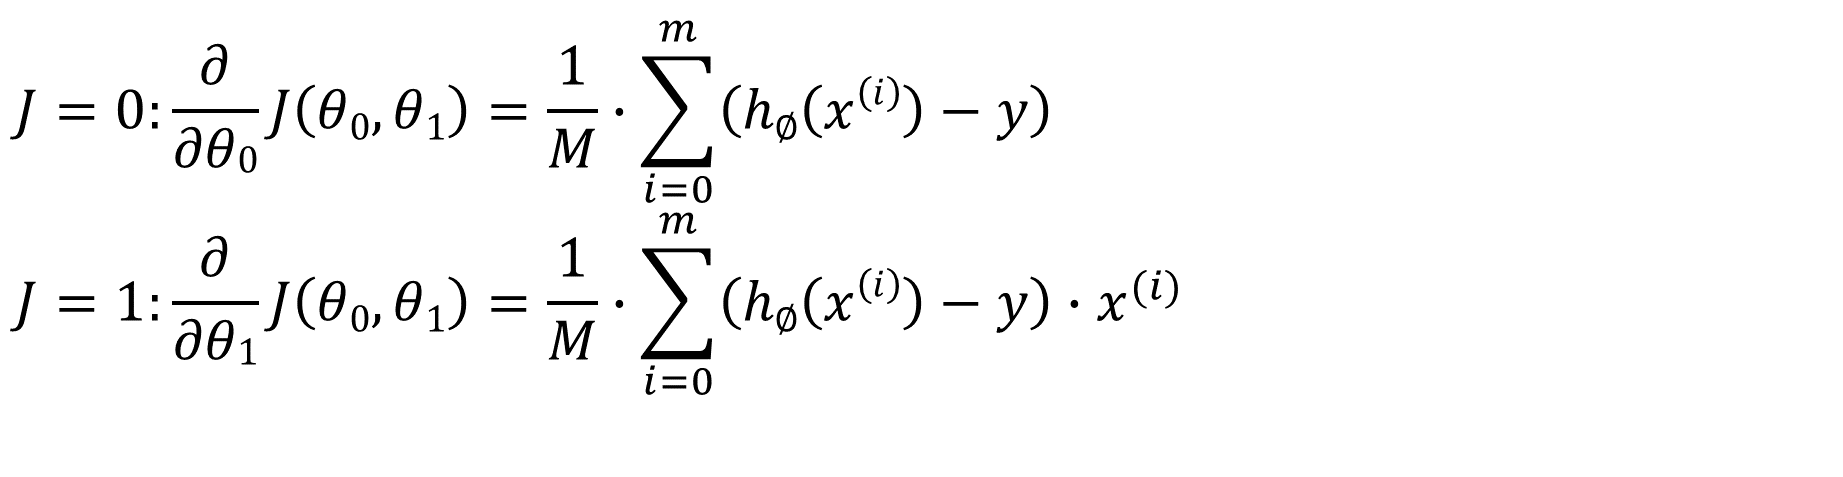 J = 0: ∂/∂θ₀ J(θ₀, θ₁) = 1/M · ∑_{i=0}^{m} (h_∅(x^{(i)}) − y)
J = 1: ∂/∂θ₁ J(θ₀, θ₁) = 1/M · ∑_{i=0}^{m} (h_∅(x^{(i)}) − y) · x^{(i)}